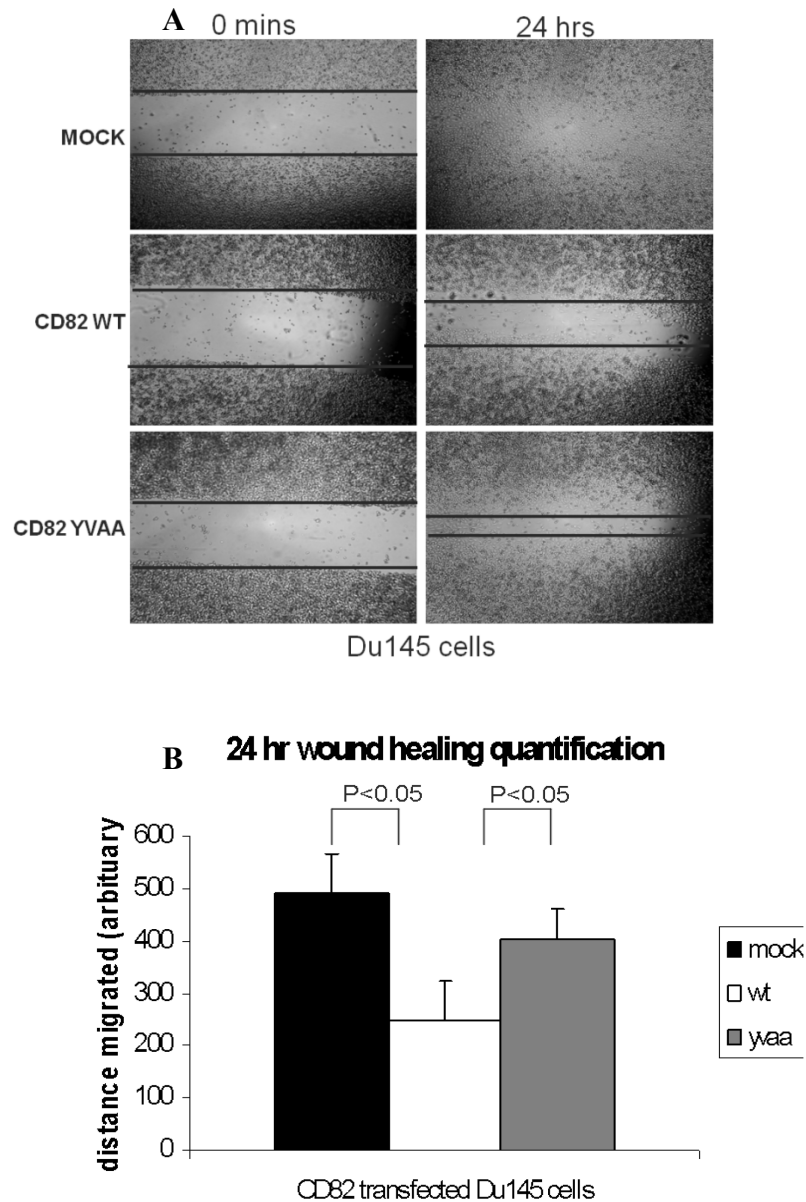 A
0 mins 24 hrs
MOCK
CD82 WT
CD82 YVAA
Du145 cells
B
24 hr wound healing quantification
P<0.05 P<0.05
distance migrated (arbituary
600
500
400
300
200
100
0
mock
wt
yvaa
CD82 transfected Du145 cells